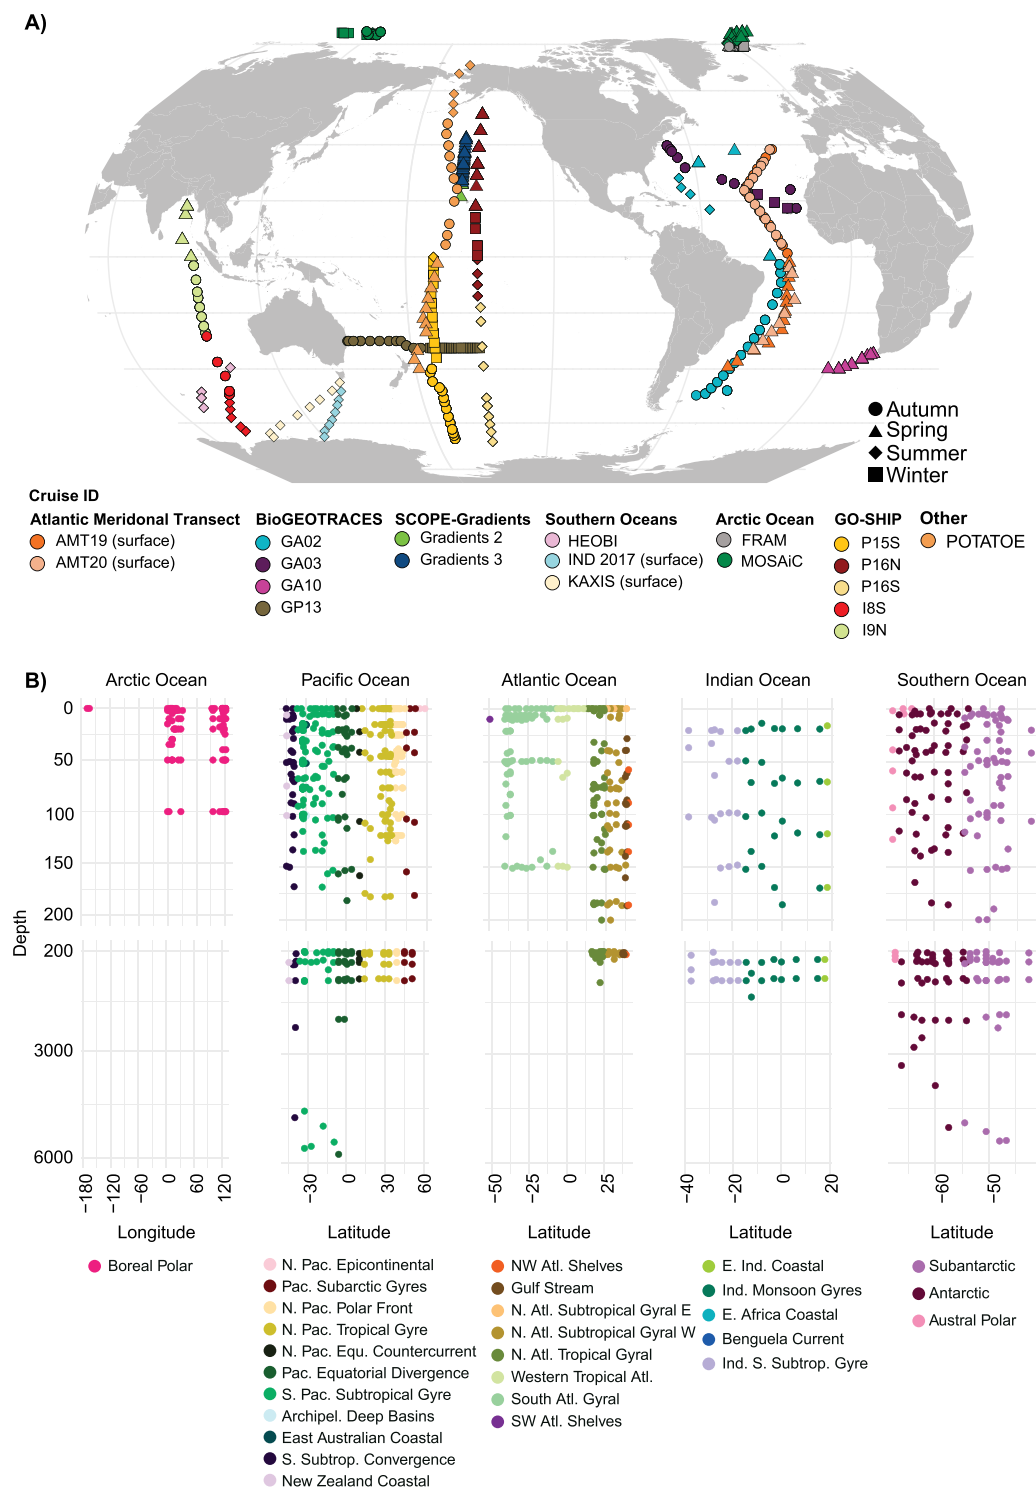 A)
Autumn
Spring
Summer
Winter
Cruise ID
Atlantic Meridonal Transect
AMT19 (surface)
AMT20 (surface)
BioGEOTRACES
GA02
GA03
GA10
GP13
SCOPE-Gradients
Gradients 2
Gradients 3
Southern Oceans
HEOBI
IND 2017 (surface)
KAXIS (surface)
Arctic Ocean
FRAM
MOSAiC
GO-SHIP
P15S
P16N
P16S
I8S
I9N
Other
POTATOE
B)
Arctic Ocean
Pacific Ocean
Atlantic Ocean
Indian Ocean
Southern Ocean
Depth
0
50
100
150
200
200
3000
6000
−180
−120
−60
0
60
120
−30
0
30
60
−50
−25
0
25
−40
−20
0
20
−60
−50
Longitude
Latitude
Latitude
Latitude
Latitude
Boreal Polar
N. Pac. Epicontinental
Pac. Subarctic Gyres
N. Pac. Polar Front
N. Pac. Tropical Gyre
N. Pac. Equ. Countercurrent
Pac. Equatorial Divergence
S. Pac. Subtropical Gyre
Archipel. Deep Basins
East Australian Coastal
S. Subtrop. Convergence
New Zealand Coastal
NW Atl. Shelves
Gulf Stream
N. Atl. Subtropical Gyral E
N. Atl. Subtropical Gyral W
N. Atl. Tropical Gyral
Western Tropical Atl.
South Atl. Gyral
SW Atl. Shelves
E. Ind. Coastal
Ind. Monsoon Gyres
E. Africa Coastal
Benguela Current
Ind. S. Subtrop. Gyre
Subantarctic
Antarctic
Austral Polar